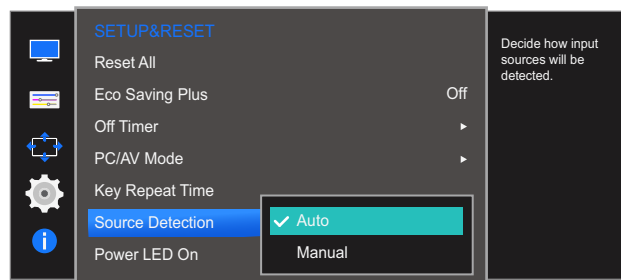 SETUP&RESET
Reset All
Eco Saving Plus Off
Off Timer
PC/AV Mode
Key Repeat Time
Source Detection
Power LED On
Auto
Manual
Decide how input
sources will be
detected.